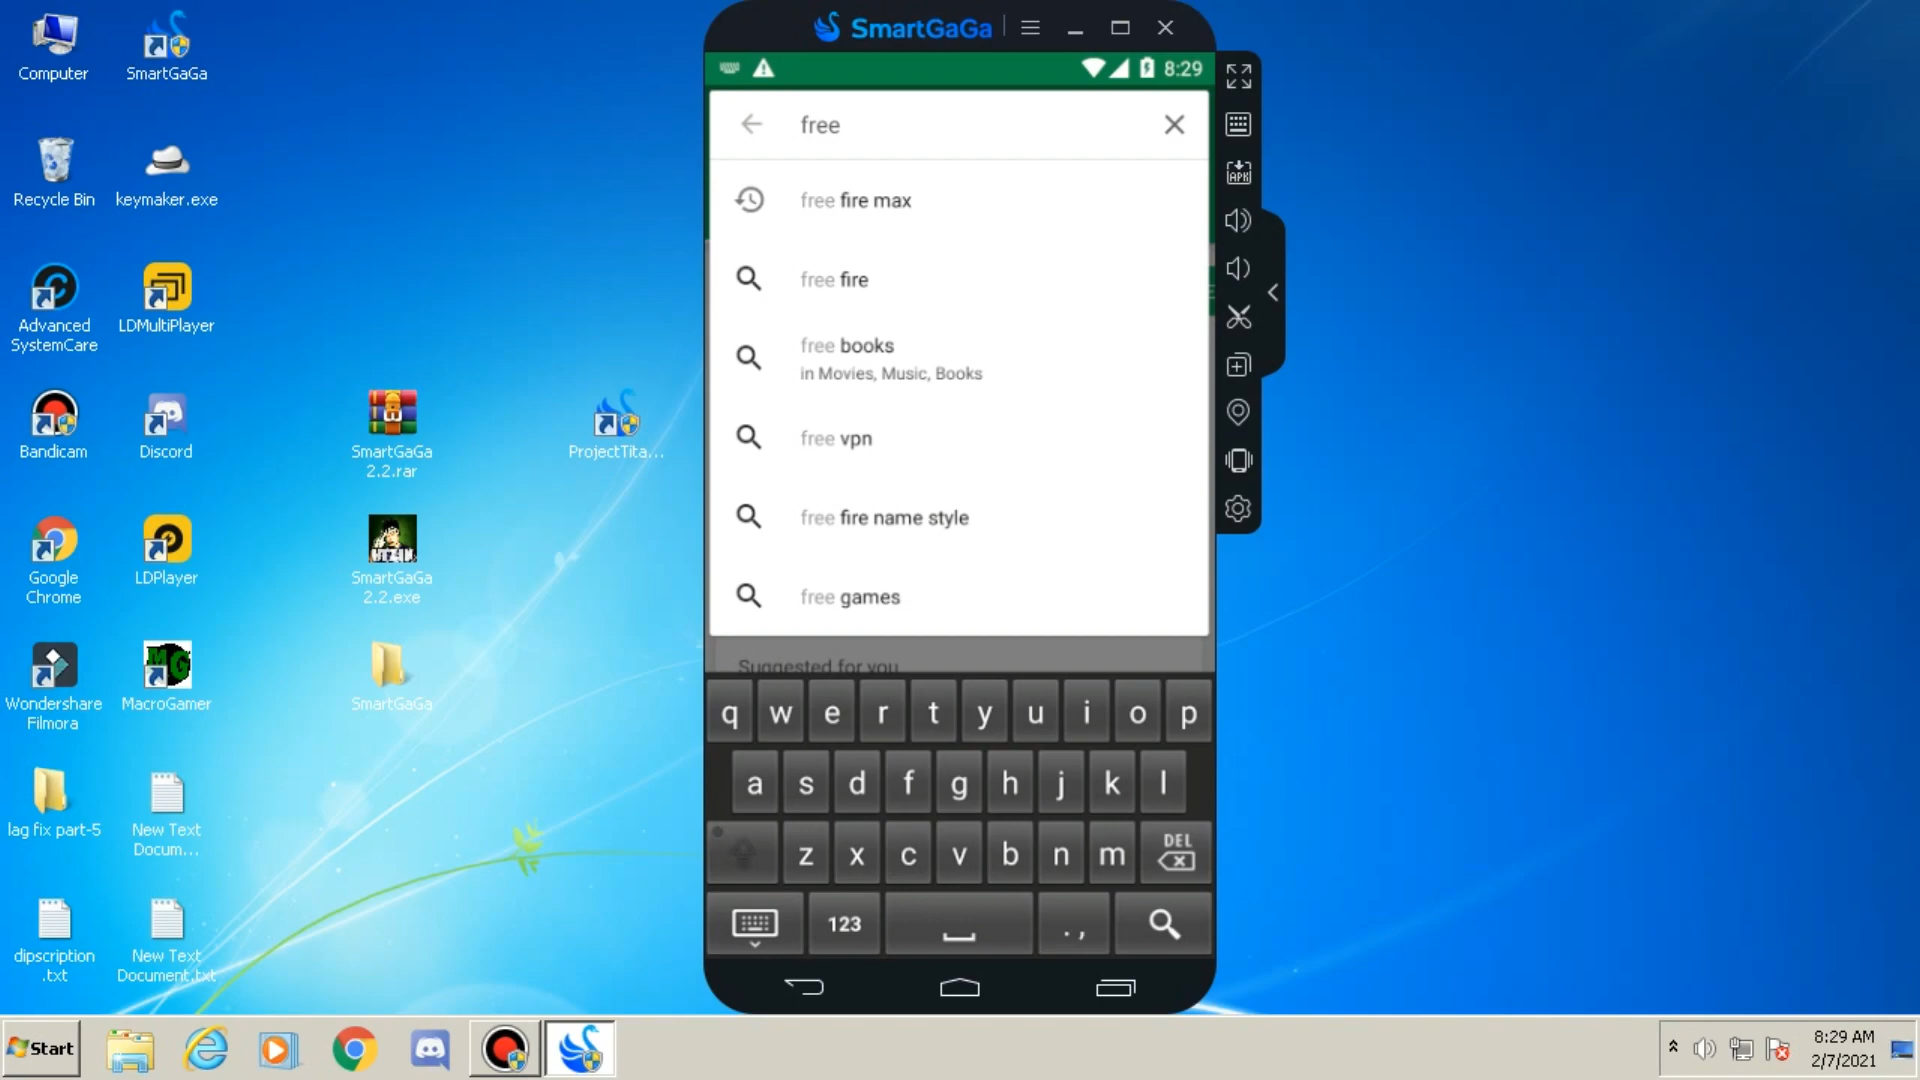 Computer
SmartGaGa
Recycle Bin
keymaker.exe
Advanced
SystemCare
LDMultiPlayer
Bandicam
Discord
SmartGaGa
2.2.rar
ProjectTita...
Google
Chrome
LDPlayer
SmartGaGa
2.2.exe
Wondershare
Filmora
MG
MacroGamer
SmartGaGa
lag fix part-5
New Text
Docum...
dipscription
.txt
New Text
Document.txt
SmartGaGa
8:29
free
free fire max
free fire
free books
in Movies, Music, Books
free vpn
free fire name style
free games
Suggested for you
q w e r t y u i o p
a s d f g h j k l
z x c v b n m DEL
123 . ,
APK
Start
8:29 AM
2/7/2021